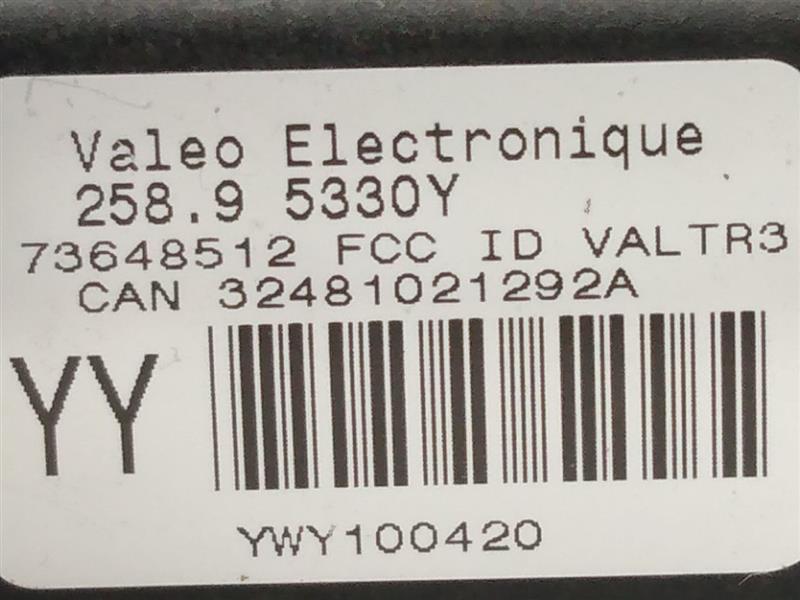 Valeo Electronique
258.9 5330Y
73648512 FCC ID VALTR3
CAN 32481021292A
YY
YWY100420